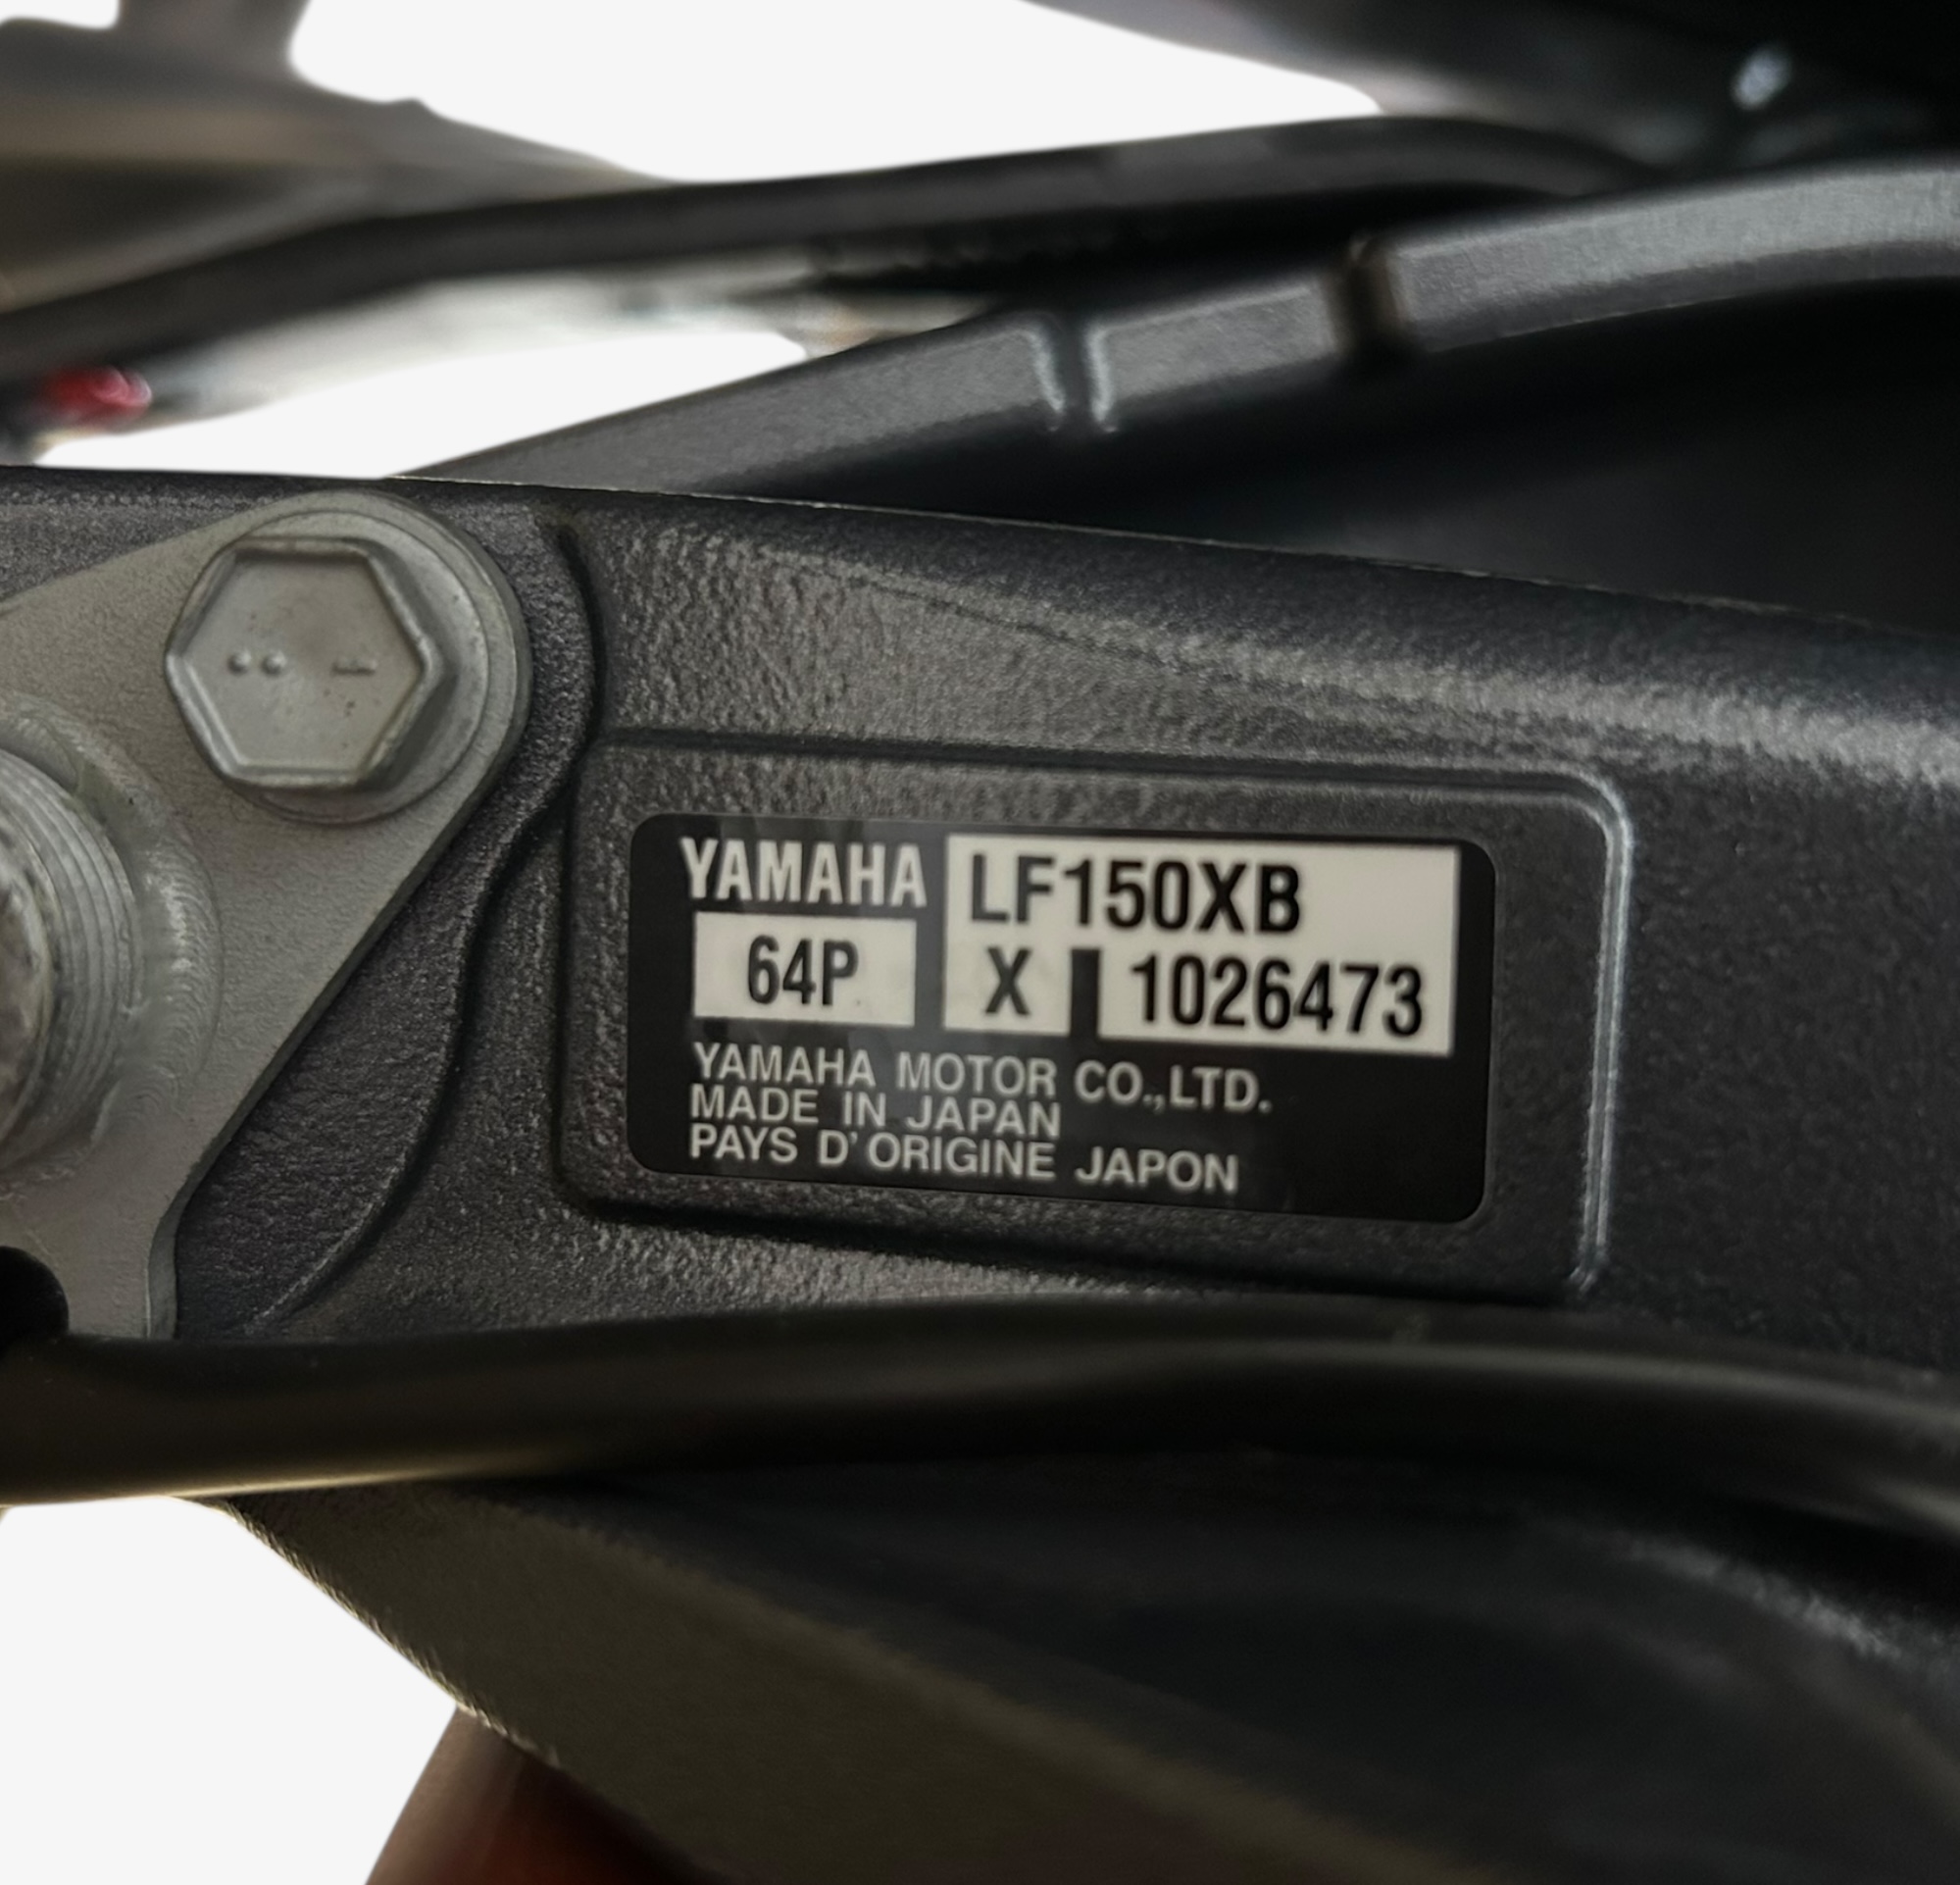 YAMAHA LF150XB
64P X 1026473
YAMAHA MOTOR CO.,LTD.
MADE IN JAPAN
PAYS D'ORIGINE JAPON